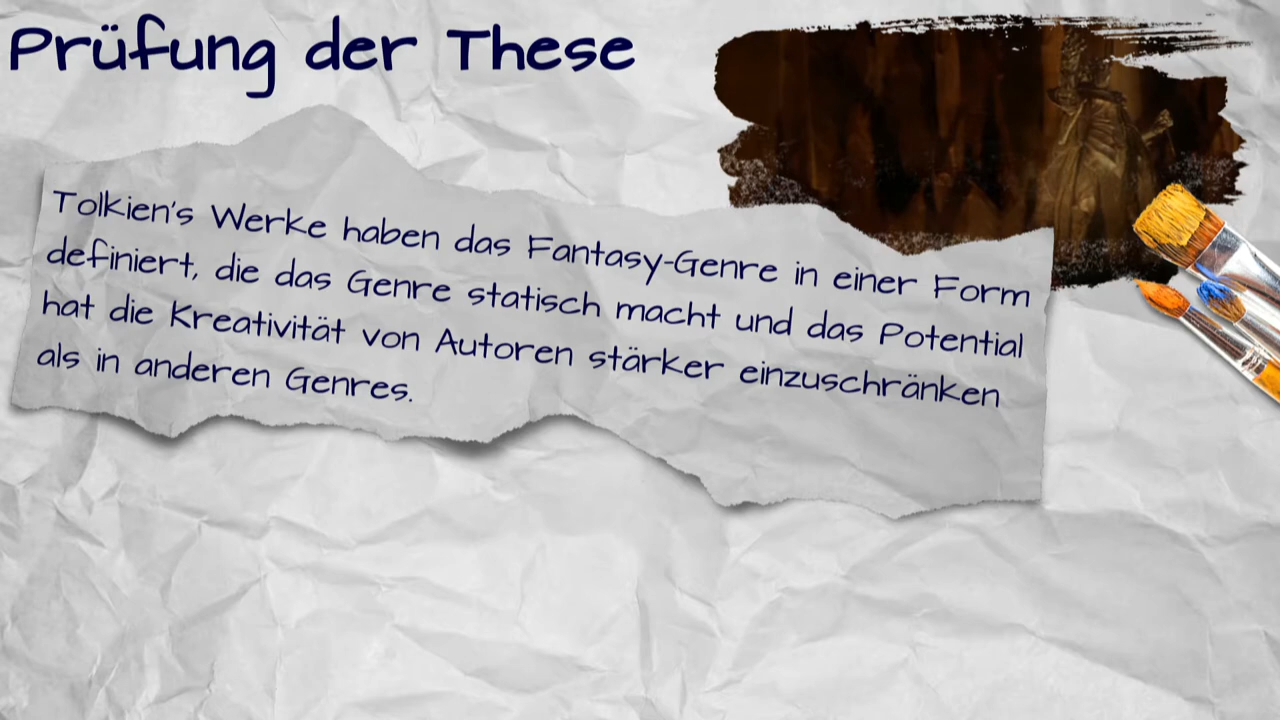 Prüfung der These
Tolkien's Werke haben das Fantasy-Genre in einer Form
definiert, die das Genre statisch macht und das Potential
hat die Kreativität von Autoren stärker einzuschränken
als in anderen Genres.